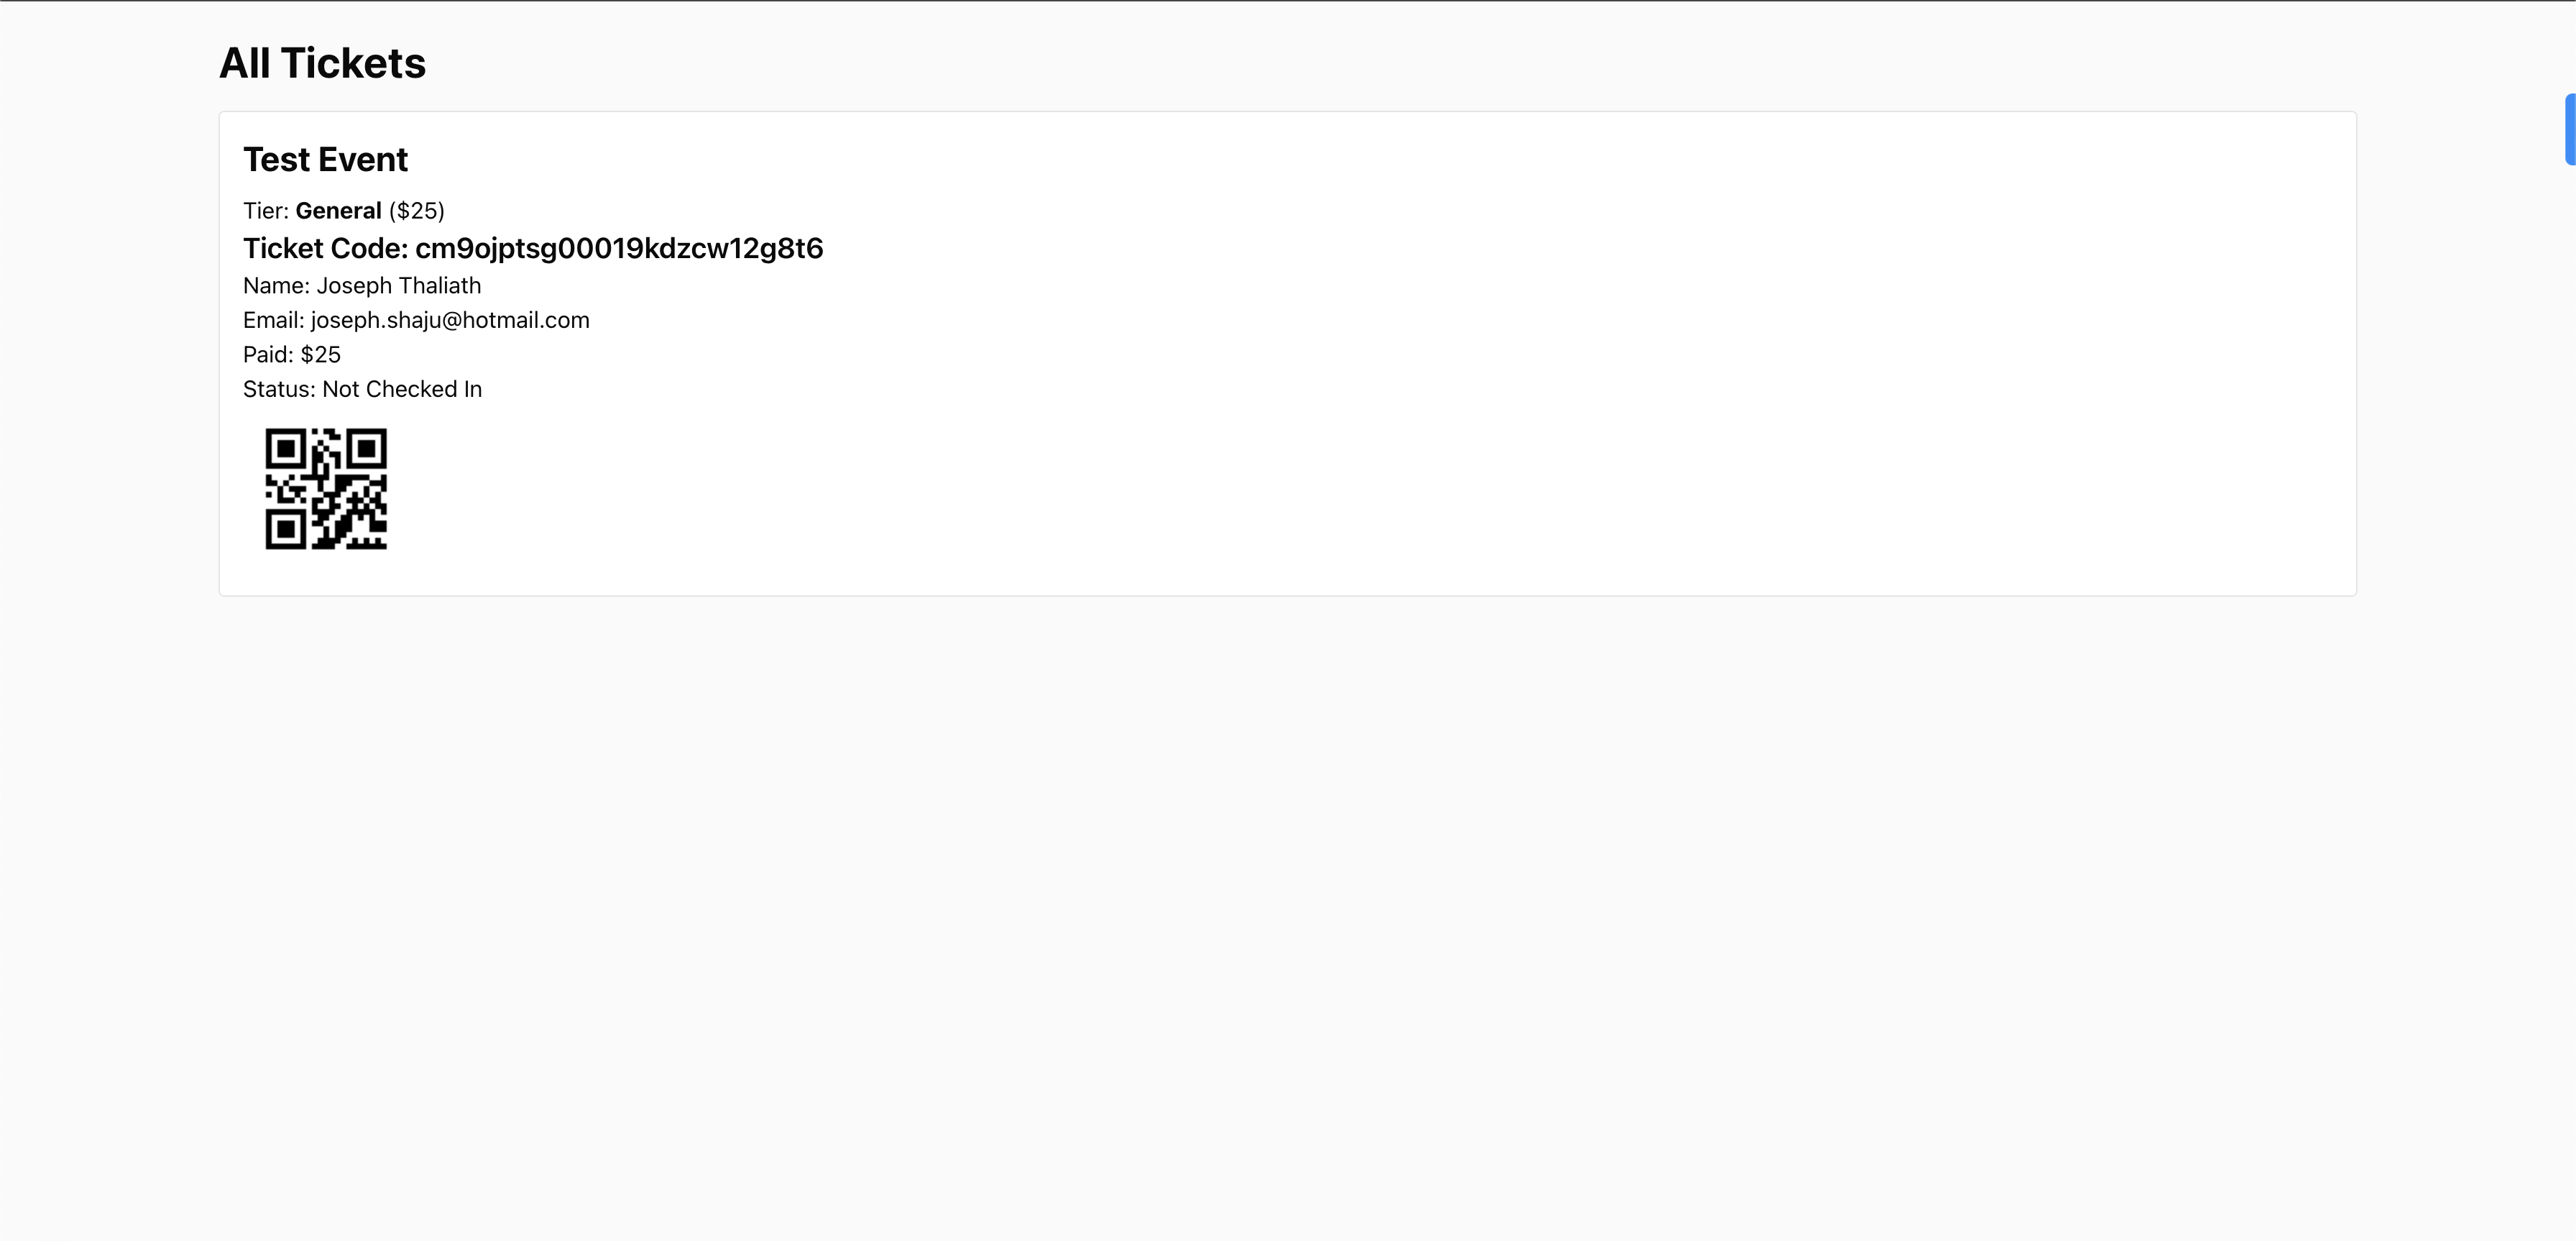 All Tickets
Test Event
Tier: General ($25)
Ticket Code: cm9ojptsg00019kdzcw12g8t6
Name: Joseph Thaliath
Email: joseph.shaju@hotmail.com
Paid: $25
Status: Not Checked In